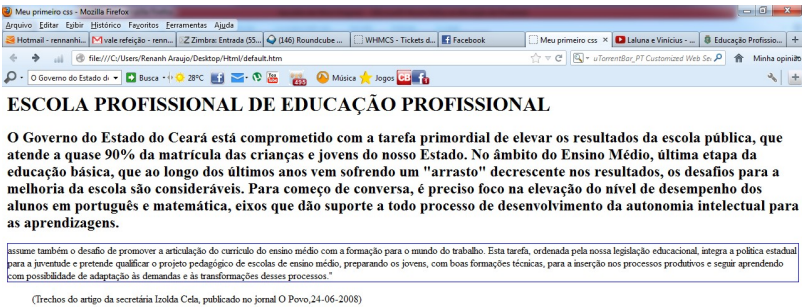 Meu primeiro css - Mozilla Firefox
Arquivo Editar Exibir Histórico Favoritos Ferramentas Ajuda
Hotmail - rennanhi... vale refeição - renn... Zimbra: Entrada (55... (146) Roundcube ... WHMCS - Tickets d... Facebook Meu primeiro css × Laluna e Vinicius - ... Educação Profissio... +
file:///C:/Users/Renanh Araujo/Desktop/Html/default.htm uTorrentBar_PT Customized Web Se Minha opinião
O Governo do Estado d Busca 28ºC 495 Música Jogos
ESCOLA PROFISSIONAL DE EDUCAÇÃO PROFISSIONAL
O Governo do Estado do Ceará está comprometido com a tarefa primordial de elevar os resultados da escola pública, que
atende a quase 90% da matrícula das crianças e jovens do nosso Estado. No âmbito do Ensino Médio, última etapa da
educação básica, que ao longo dos últimos anos vem sofrendo um "arrasto" decrescente nos resultados, os desafios para a
melhoria da escola são consideráveis. Para começo de conversa, é preciso foco na elevação do nível de desempenho dos
alunos em português e matemática, eixos que dão suporte a todo processo de desenvolvimento da autonomia intelectual para
as aprendizagens.
assume também o desafio de promover a articulação do curriculo do ensino médio com a formação para o mundo do trabalho. Esta tarefa, ordenada pela nossa legislação educacional, integra a politica estadual
para a juventude e pretende qualificar o projeto pedagógico de escolas de ensino médio, preparando os jovens, com boas formações técnicas, para a inserção nos processos produtivos e seguir aprendendo
com possibilidade de adaptação às demandas e às transformações desses processos."
(Trechos do artigo da secretária Izolda Cela, publicado no jornal O Povo,24-06-2008)